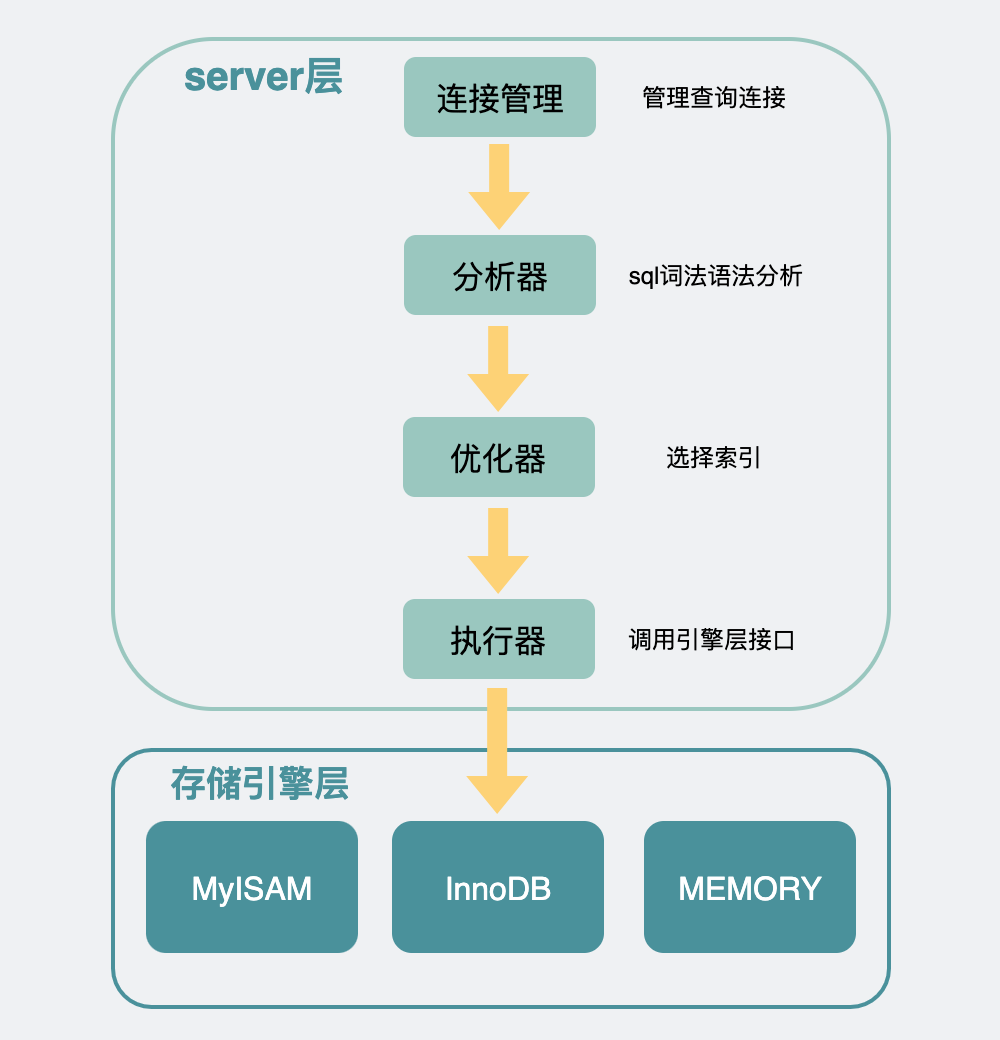 server层
连接管理
管理查询连接
分析器
sql词法语法分析
优化器
选择索引
执行器
调用引擎层接口
存储引擎层
MyISAM
InnoDB
MEMORY